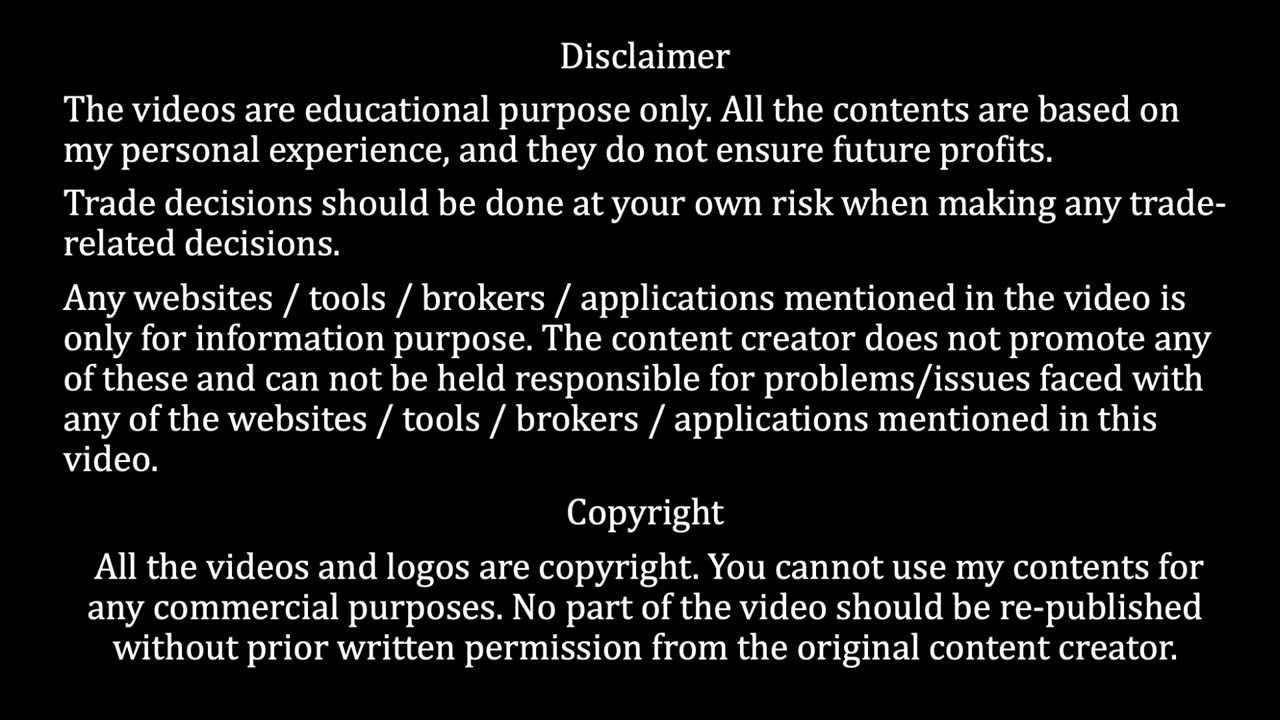 Disclaimer
The videos are educational purpose only. All the contents are based on
my personal experience, and they do not ensure future profits.
Trade decisions should be done at your own risk when making any trade-
related decisions.
Any websites / tools / brokers / applications mentioned in the video is
only for information purpose. The content creator does not promote any
of these and can not be held responsible for problems/issues faced with
any of the websites / tools / brokers / applications mentioned in this
video.
Copyright
All the videos and logos are copyright. You cannot use my contents for
any commercial purposes. No part of the video should be re-published
without prior written permission from the original content creator.